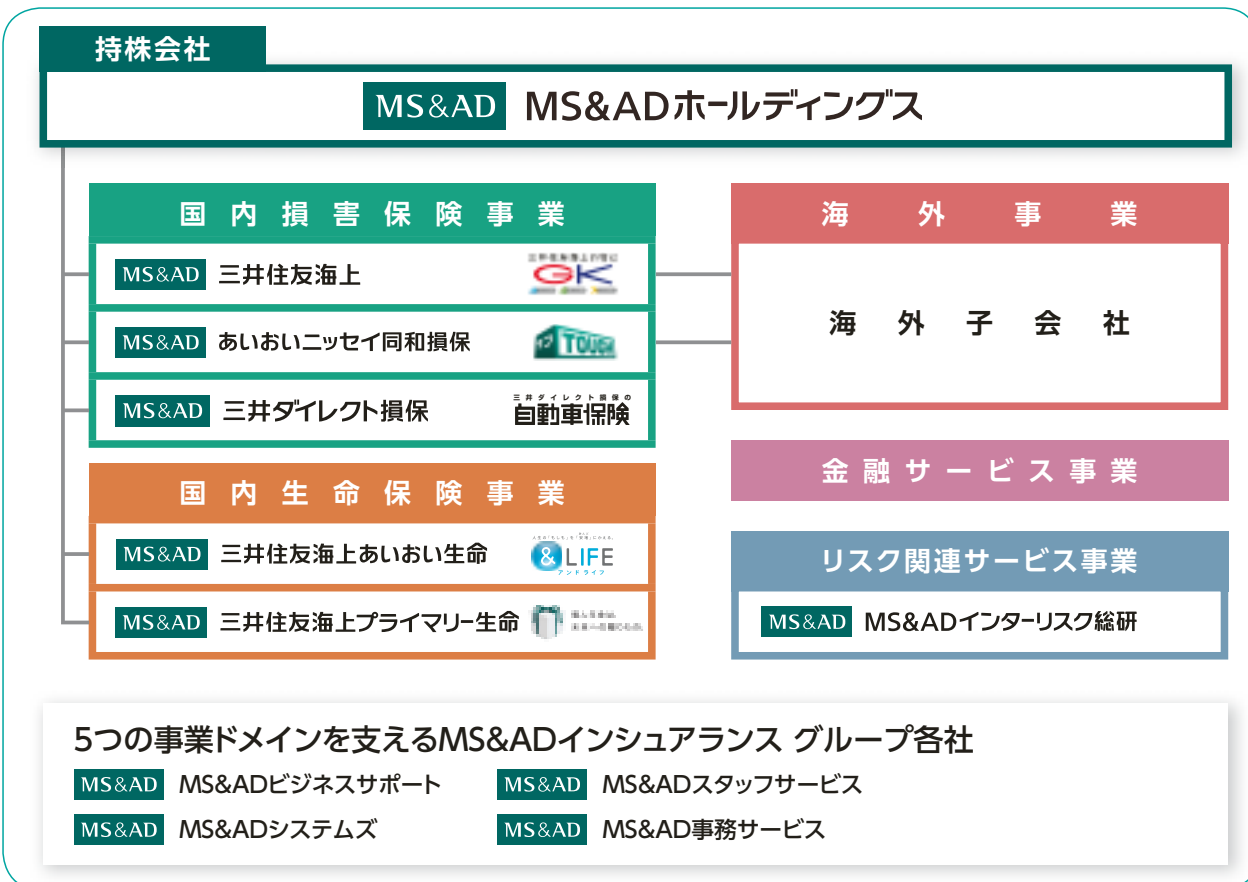 持株会社
MS&AD MS&ADホールディングス
国内損害保険事業
MS&AD 三井住友海上
GK
MS&AD あいおいニッセイ同和損保
TOUGH
MS&AD 三井ダイレクト損保
三井ダイレクト損保の
自動車保険
国内生命保険事業
MS&AD 三井住友海上あいおい生命
&LIFE
アンドライフ
MS&AD 三井住友海上プライマリー生命
海外事業
海外子会社
金融サービス事業
リスク関連サービス事業
MS&AD MS&ADインターリスク総研
5つの事業ドメインを支えるMS&ADインシュアランス グループ各社
MS&AD MS&ADビジネスサポート
MS&AD MS&ADスタッフサービス
MS&AD MS&ADシステムズ
MS&AD MS&AD事務サービス